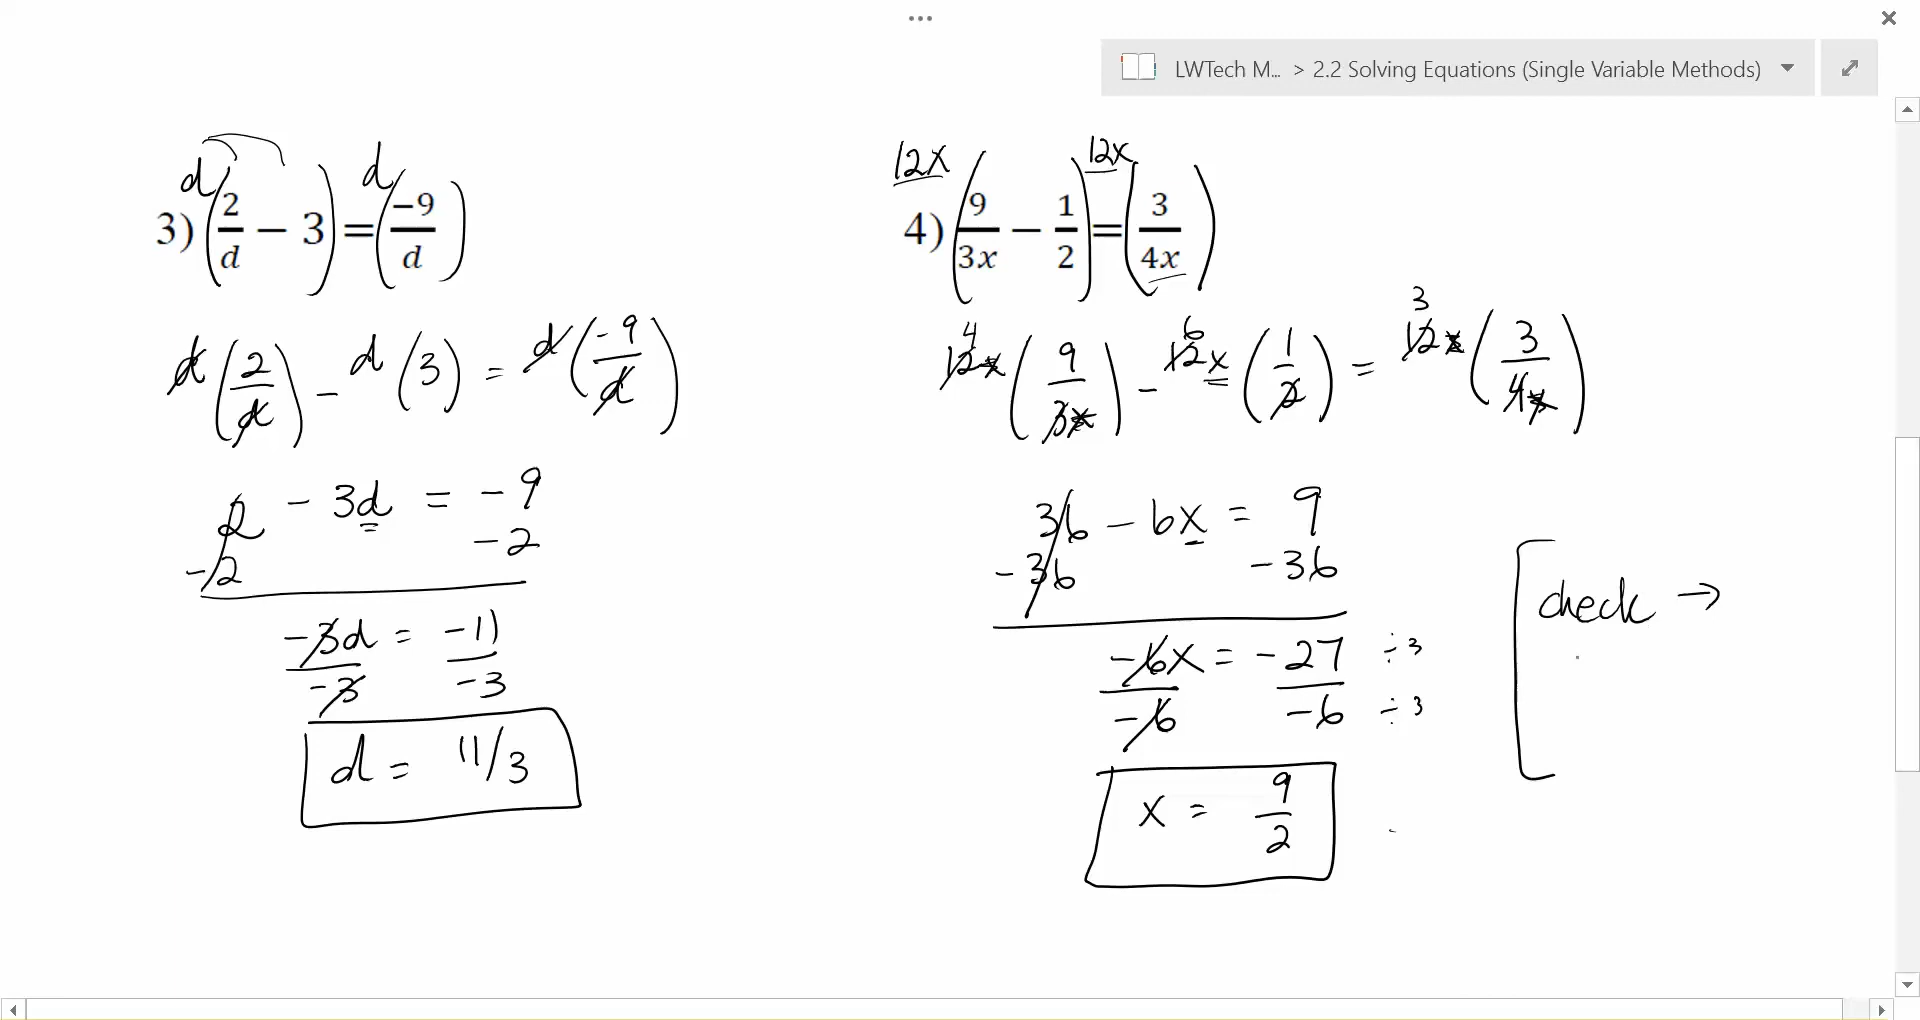 LWTech M... > 2.2 Solving Equations (Single Variable Methods)
3) d(2/d − 3) = d(−9/d)
d(2/d) − d(3) = d(−9/d)
2 − 3d = −9
−2 −2
−3d/−3 = −11/−3
d = 11/3
4) 12x(9/3x − 1/2) = 12x(3/4x)
4 6 3
12x(9/3x) − 12x(1/2) = 12x(3/4x)
36 − 6x = 9
−36 −36
−6x/−6 = −27/−6 ÷3 ÷3
x = 9/2
check →